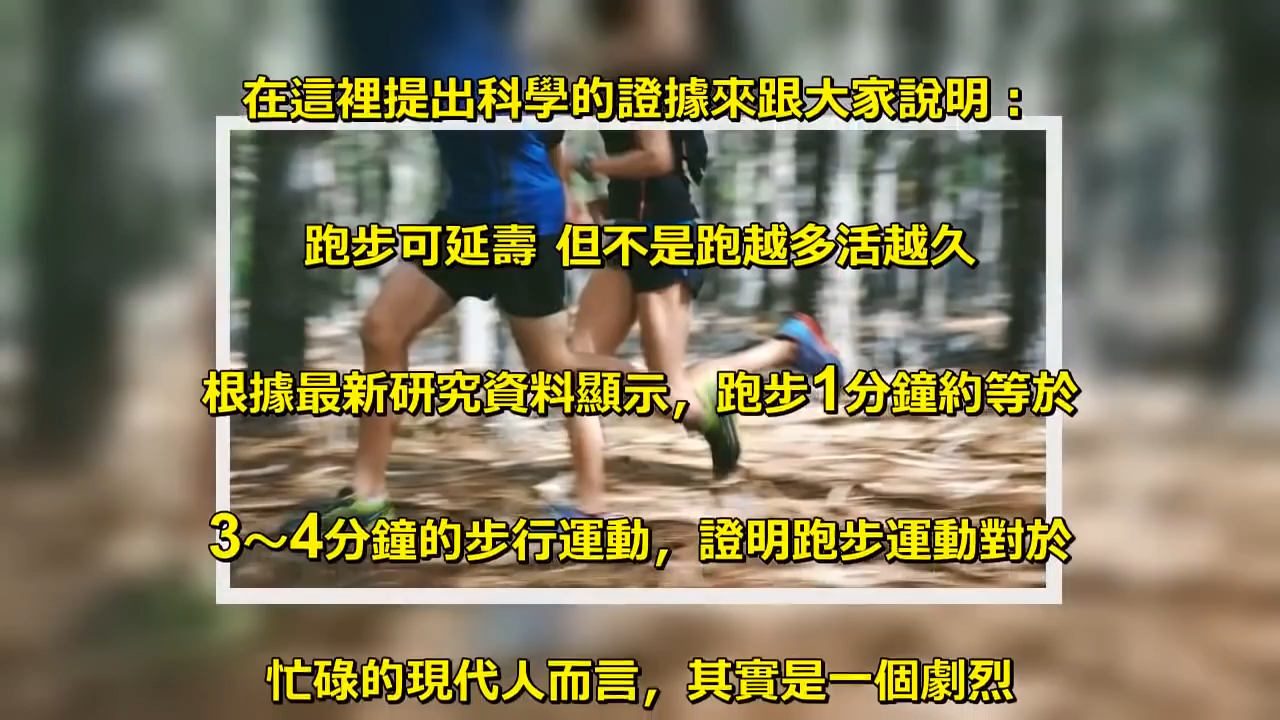 在這裡提出科學的證據來跟大家說明：
跑步可延壽 但不是跑越多活越久
根據最新研究資料顯示，跑步1分鐘約等於
3～4分鐘的步行運動，證明跑步運動對於
忙碌的現代人而言，其實是一個劇烈